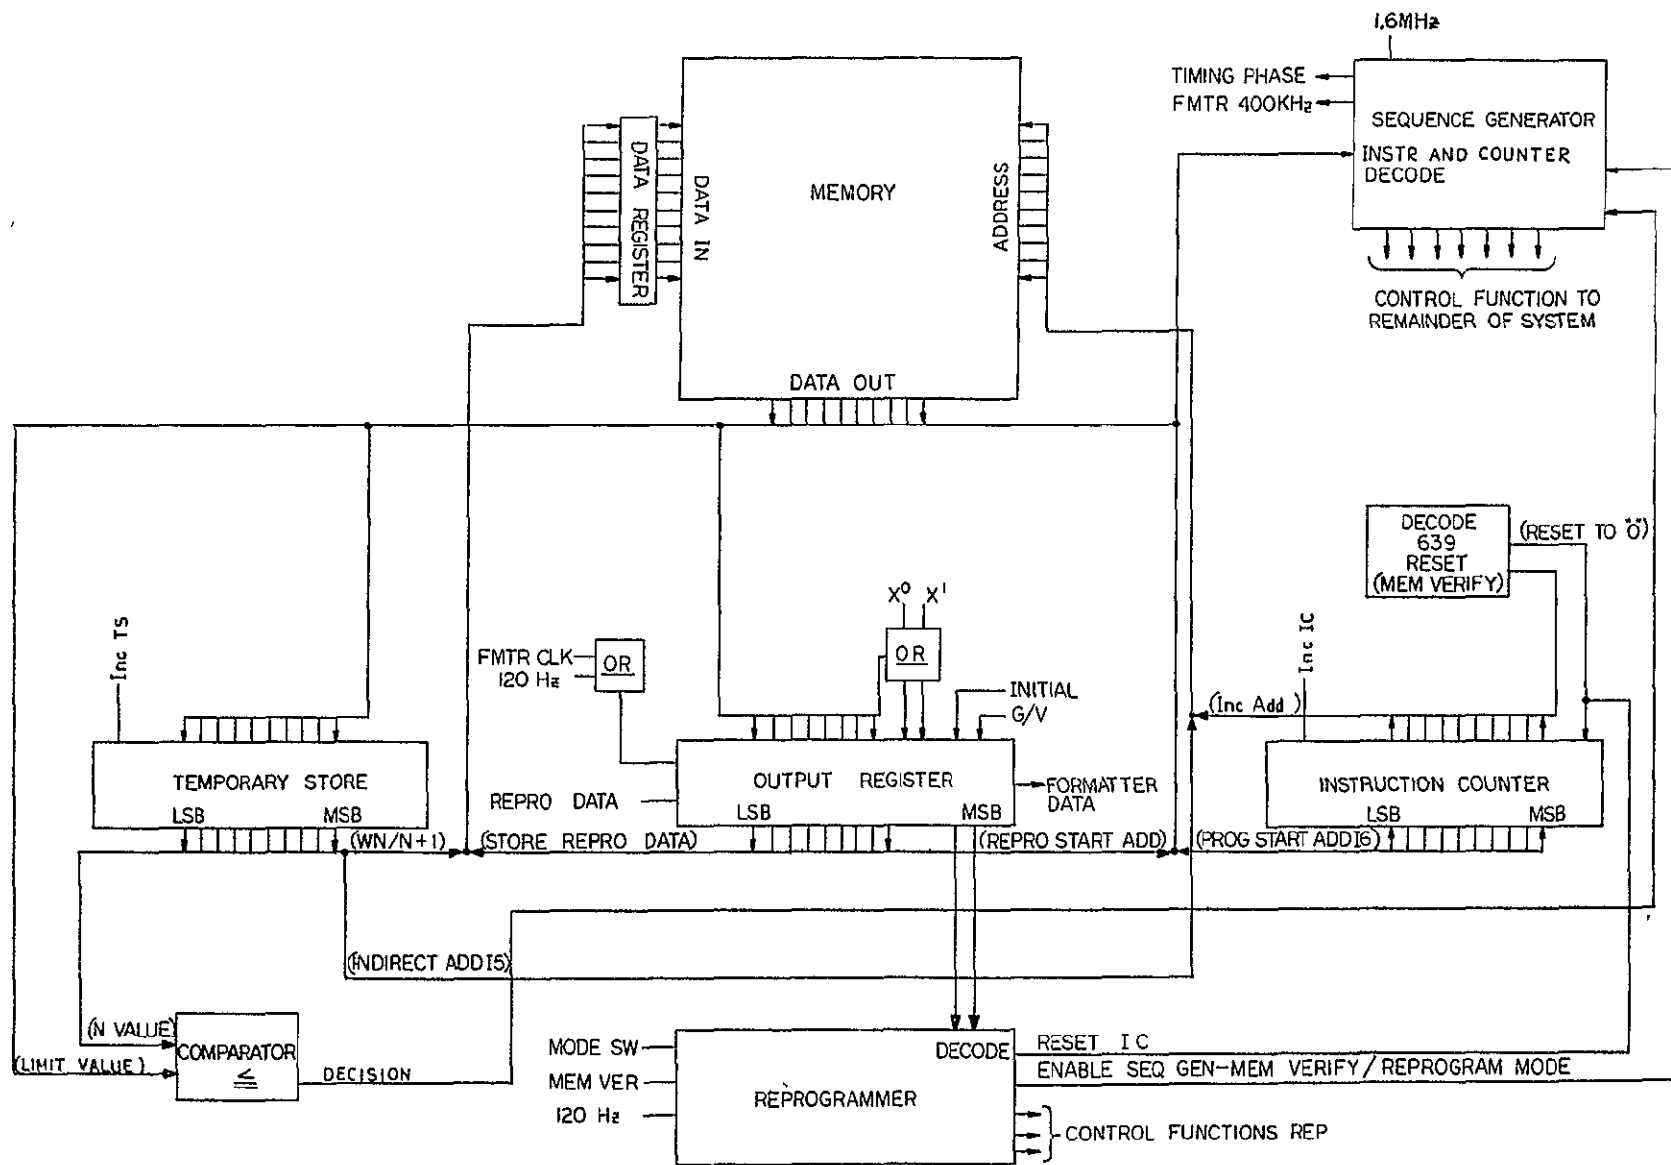 1.6MHz
TIMING PHASE
FMTR 400KHz
SEQUENCE GENERATOR
INSTR AND COUNTER
DECODE
CONTROL FUNCTION TO
REMAINDER OF SYSTEM
DATA REGISTER
DATA IN
MEMORY
ADDRESS
DATA OUT
DECODE
639
RESET
(MEM VERIFY)
(RESET TO "0")
Inc TS
FMTR CLK
120 Hz
OR
X⁰ X¹
OR
INITIAL
G/V
(Inc Add)
Inc IC
TEMPORARY STORE
LSB MSB
REPRO DATA
OUTPUT REGISTER
LSB MSB
FORMATTER
DATA
INSTRUCTION COUNTER
LSB MSB
(WN/N+1)
(STORE REPRO DATA)
(REPRO START ADD)
(PROG START ADD I6)
(INDIRECT ADD I5)
(N VALUE)
(LIMIT VALUE)
COMPARATOR
≤
DECISION
MODE SW
MEM VER
120 Hz
DECODE
REPROGRAMMER
RESET IC
ENABLE SEQ GEN-MEM VERIFY/REPROGRAM MODE
CONTROL FUNCTIONS REP